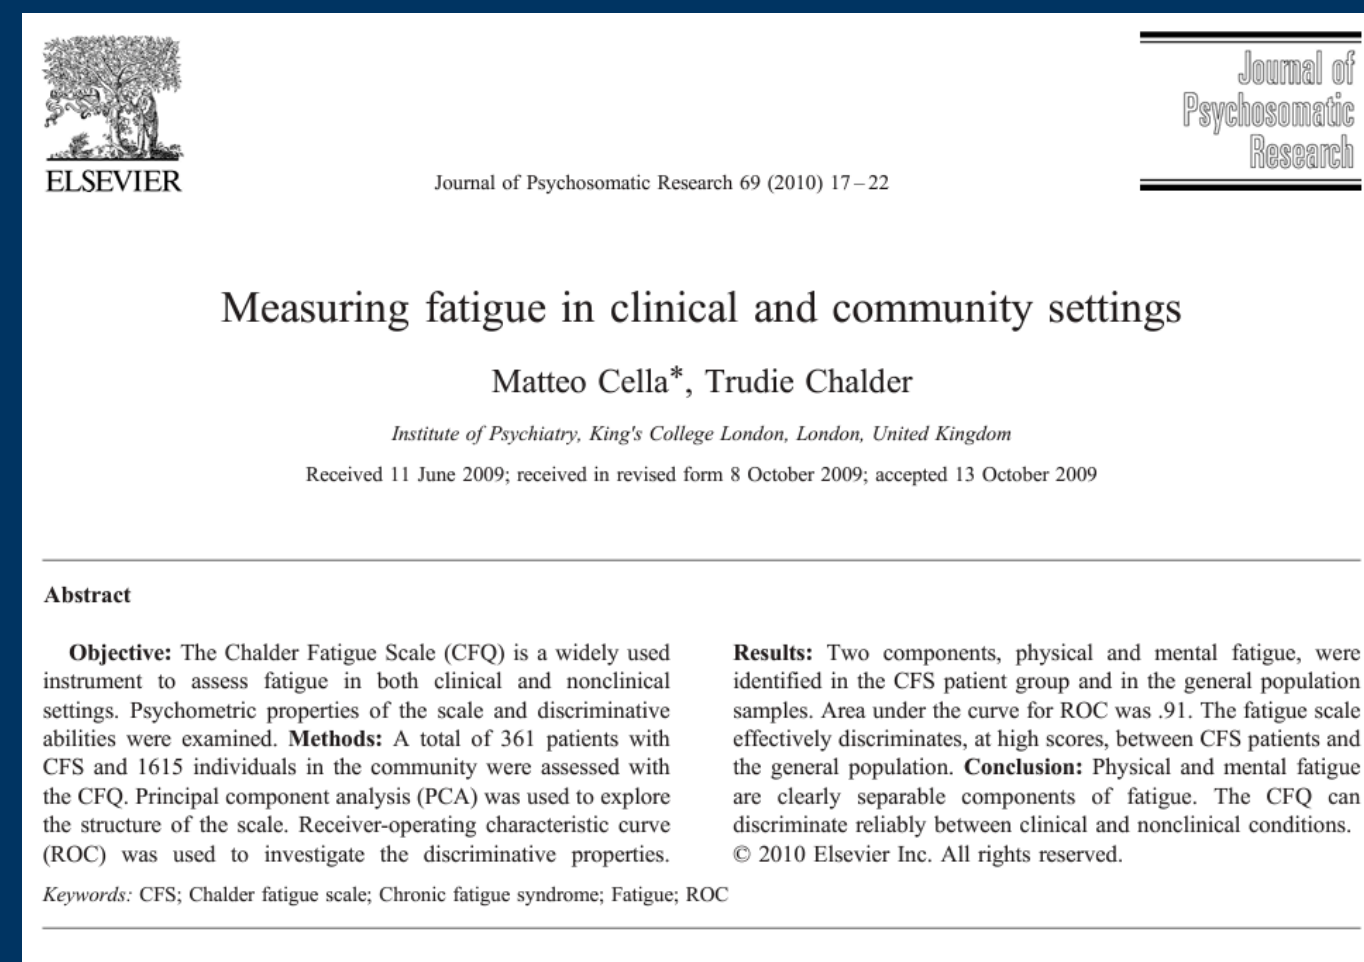 ELSEVIER
Journal of
Psychosomatic
Research
Journal of Psychosomatic Research 69 (2010) 17–22
Measuring fatigue in clinical and community settings
Matteo Cella*, Trudie Chalder
Institute of Psychiatry, King's College London, London, United Kingdom
Received 11 June 2009; received in revised form 8 October 2009; accepted 13 October 2009
Abstract
Objective: The Chalder Fatigue Scale (CFQ) is a widely used
instrument to assess fatigue in both clinical and nonclinical
settings. Psychometric properties of the scale and discriminative
abilities were examined. Methods: A total of 361 patients with
CFS and 1615 individuals in the community were assessed with
the CFQ. Principal component analysis (PCA) was used to explore
the structure of the scale. Receiver-operating characteristic curve
(ROC) was used to investigate the discriminative properties.
Results: Two components, physical and mental fatigue, were
identified in the CFS patient group and in the general population
samples. Area under the curve for ROC was .91. The fatigue scale
effectively discriminates, at high scores, between CFS patients and
the general population. Conclusion: Physical and mental fatigue
are clearly separable components of fatigue. The CFQ can
discriminate reliably between clinical and nonclinical conditions.
© 2010 Elsevier Inc. All rights reserved.
Keywords: CFS; Chalder fatigue scale; Chronic fatigue syndrome; Fatigue; ROC